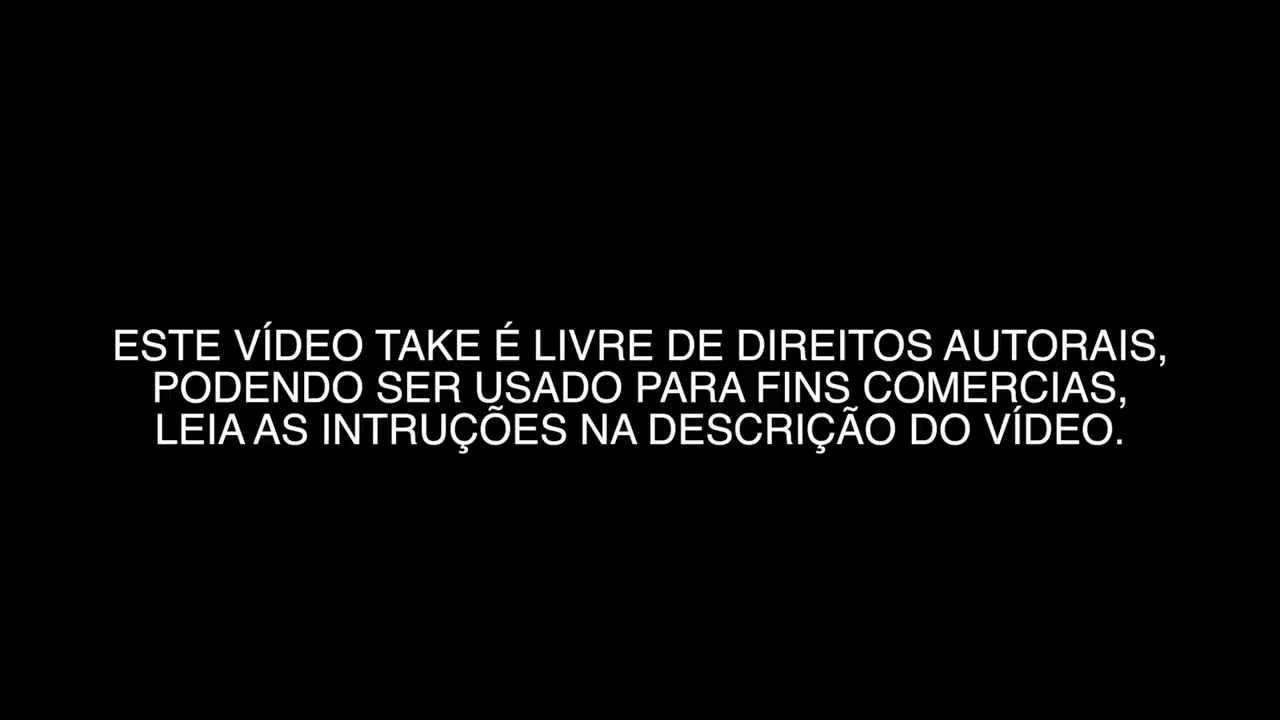 ESTE VÍDEO TAKE É LIVRE DE DIREITOS AUTORAIS,
PODENDO SER USADO PARA FINS COMERCIAS,
LEIA AS INTRUÇÕES NA DESCRIÇÃO DO VÍDEO.